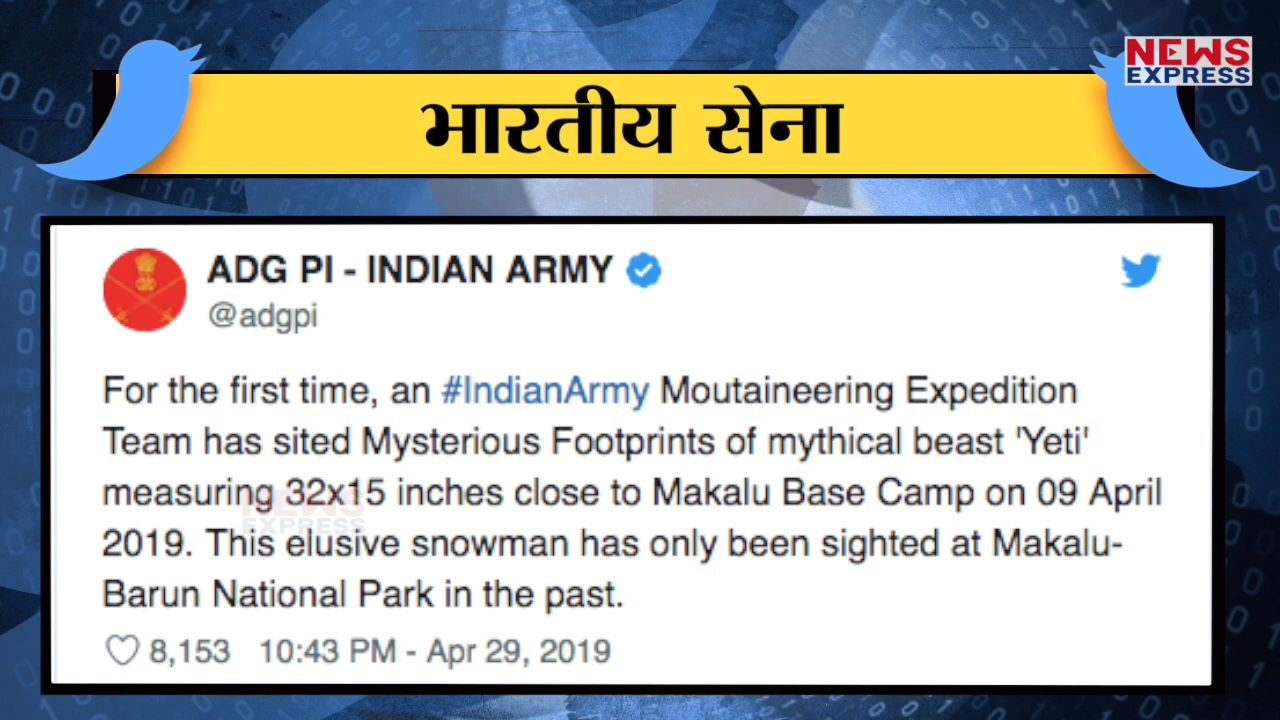 NEWS
EXPRESS
भारतीय सेना
ADG PI - INDIAN ARMY
@adgpi
For the first time, an #IndianArmy Moutaineering Expedition
Team has sited Mysterious Footprints of mythical beast 'Yeti'
measuring 32x15 inches close to Makalu Base Camp on 09 April
2019. This elusive snowman has only been sighted at Makalu-
Barun National Park in the past.
NEWS
EXPRESS
8,153 10:43 PM - Apr 29, 2019